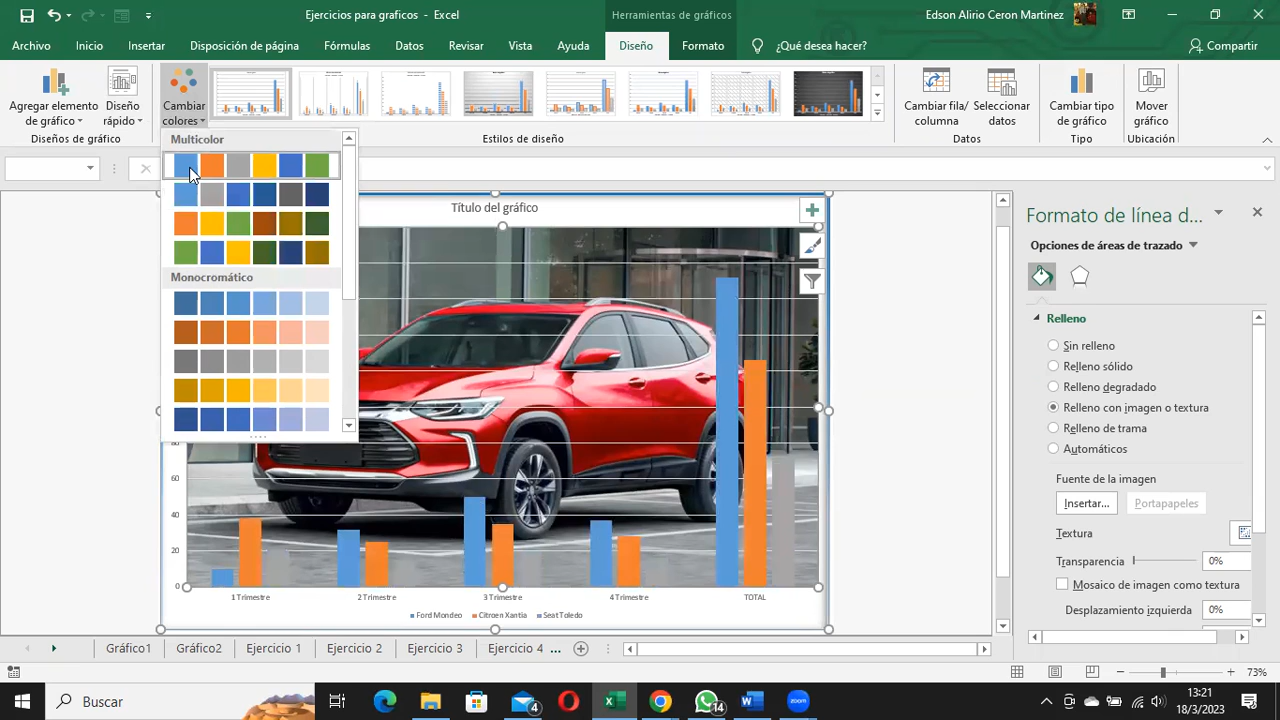 Ejercicios para graficos - Excel
Herramientas de gráficos
Edson Alirio Ceron Martinez
Archivo Inicio Insertar Disposición de página Fórmulas Datos Revisar Vista Ayuda Diseño Formato ¿Qué desea hacer? Compartir
Agregar elemento de gráfico
Diseño rápido
Cambiar colores
Cambiar fila/ columna
Seleccionar datos
Cambiar tipo de gráfico
Mover gráfico
Diseños de gráfico
Estilos de diseño
Datos
Tipo
Ubicación
Multicolor
Monocromático
Título del gráfico
80
60
40
20
0
1 Trimestre 2 Trimestre 3 Trimestre 4 Trimestre TOTAL
Ford Mondeo Citroen Xantia Seat Toledo
Formato de línea d...
Opciones de áreas de trazado
Relleno
Sin relleno
Relleno sólido
Relleno degradado
Relleno con imagen o textura
Relleno de trama
Automáticos
Fuente de la imagen
Insertar... Portapapeles
Textura
Transparencia 0%
Mosaico de imagen como textura
Desplazamiento izquierda 0%
Gráfico1 Gráfico2 Ejercicio 1 Ejercicio 2 Ejercicio 3 Ejercicio 4 ...
73%
Buscar
4
14
13:21
18/3/2023